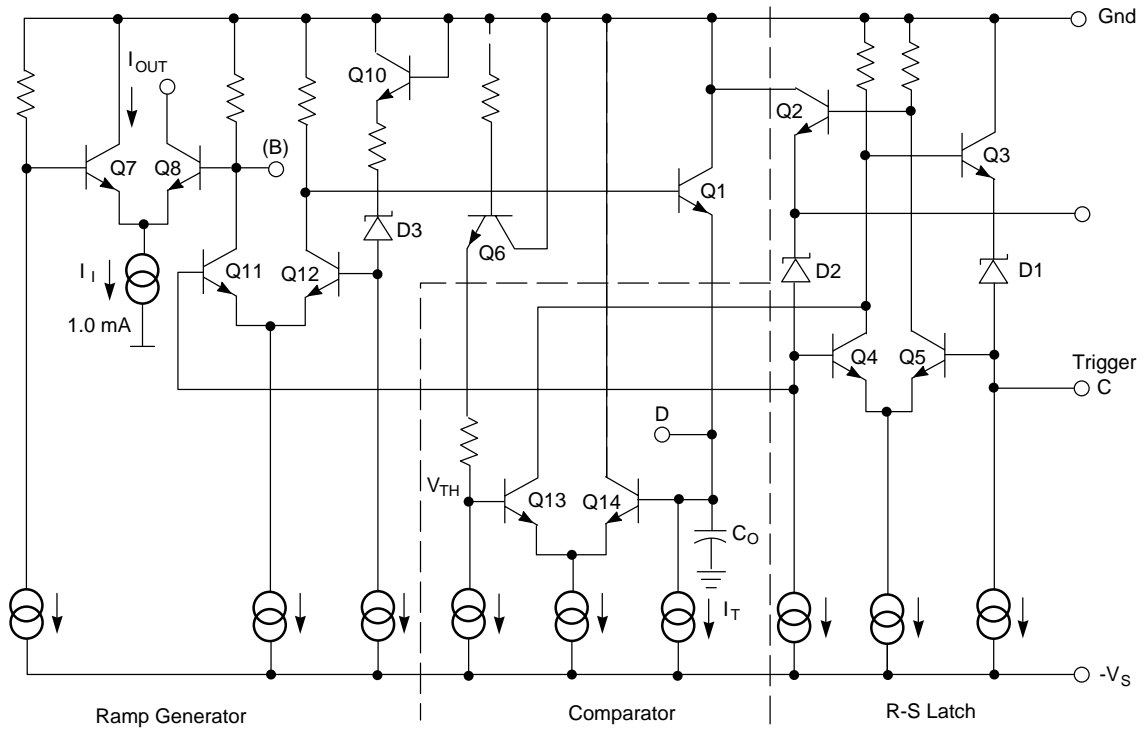 Gnd
I_OUT
Q10
Q2
(B)
Q7
Q8
Q3
Q1
D3
Q6
Q11
Q12
D2
D1
I_I
1.0 mA
Q4
Q5
Trigger
C
D
V_TH
Q13
Q14
C_O
I_T
-V_S
Ramp Generator
Comparator
R-S Latch